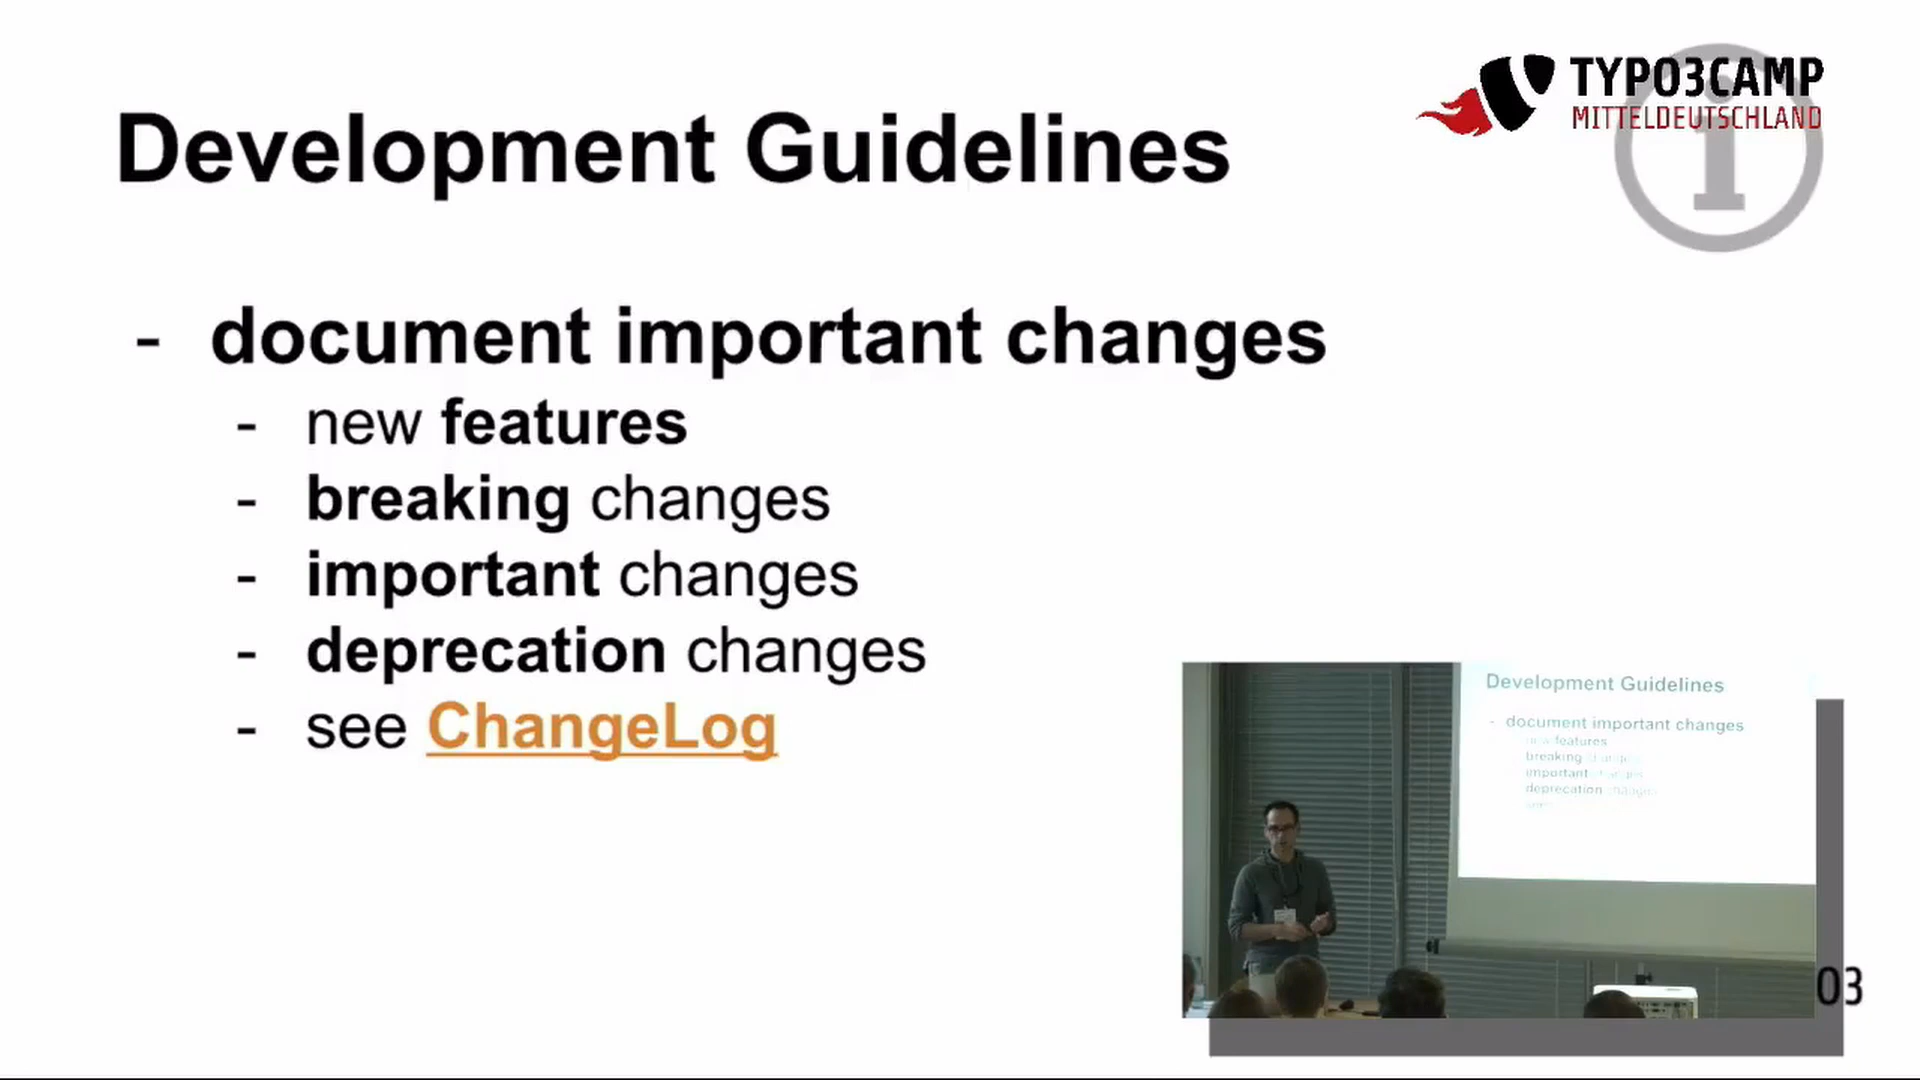 TYPO3CAMP
MITTELDEUTSCHLAND
Development Guidelines
- document important changes
- new features
- breaking changes
- important changes
- deprecation changes
- see ChangeLog
Development Guidelines
- document important changes
new features
breaking changes
important changes
deprecation changes
see
03